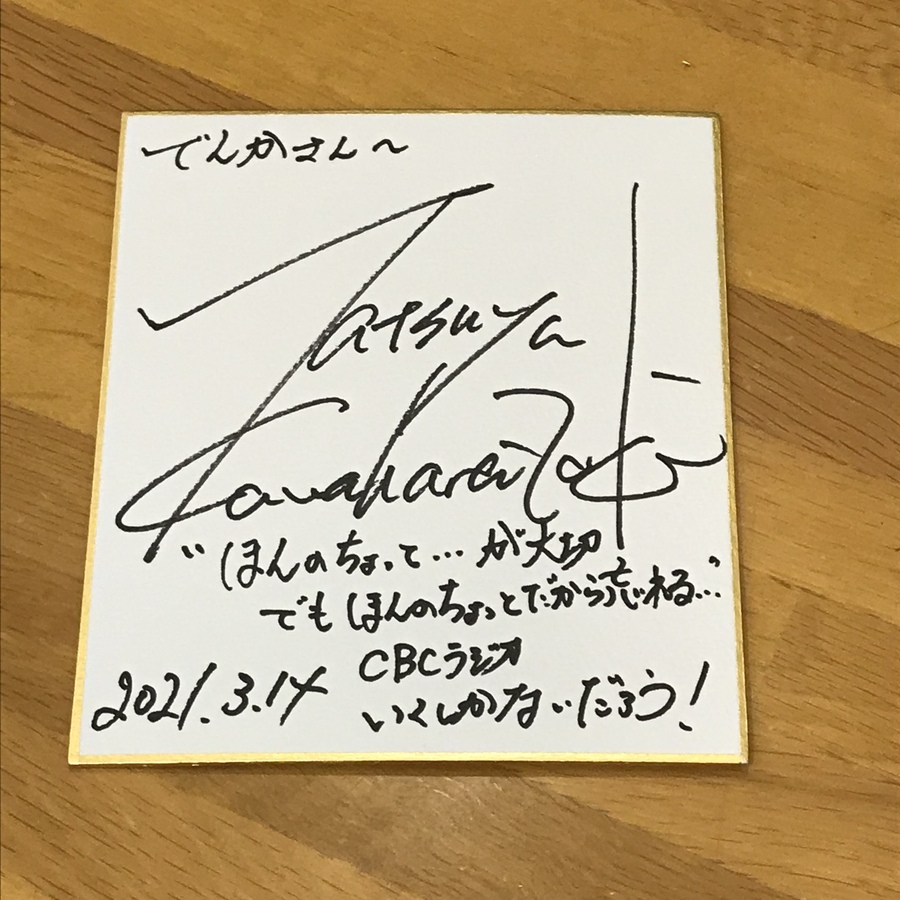 でんかさんへ
Tatsuya
Kawahara
"ほんのちょっと…が大切
でもほんのちょっとだから忘れる…"
CBCラジオ
いくしかないだろう!
2021.3.14